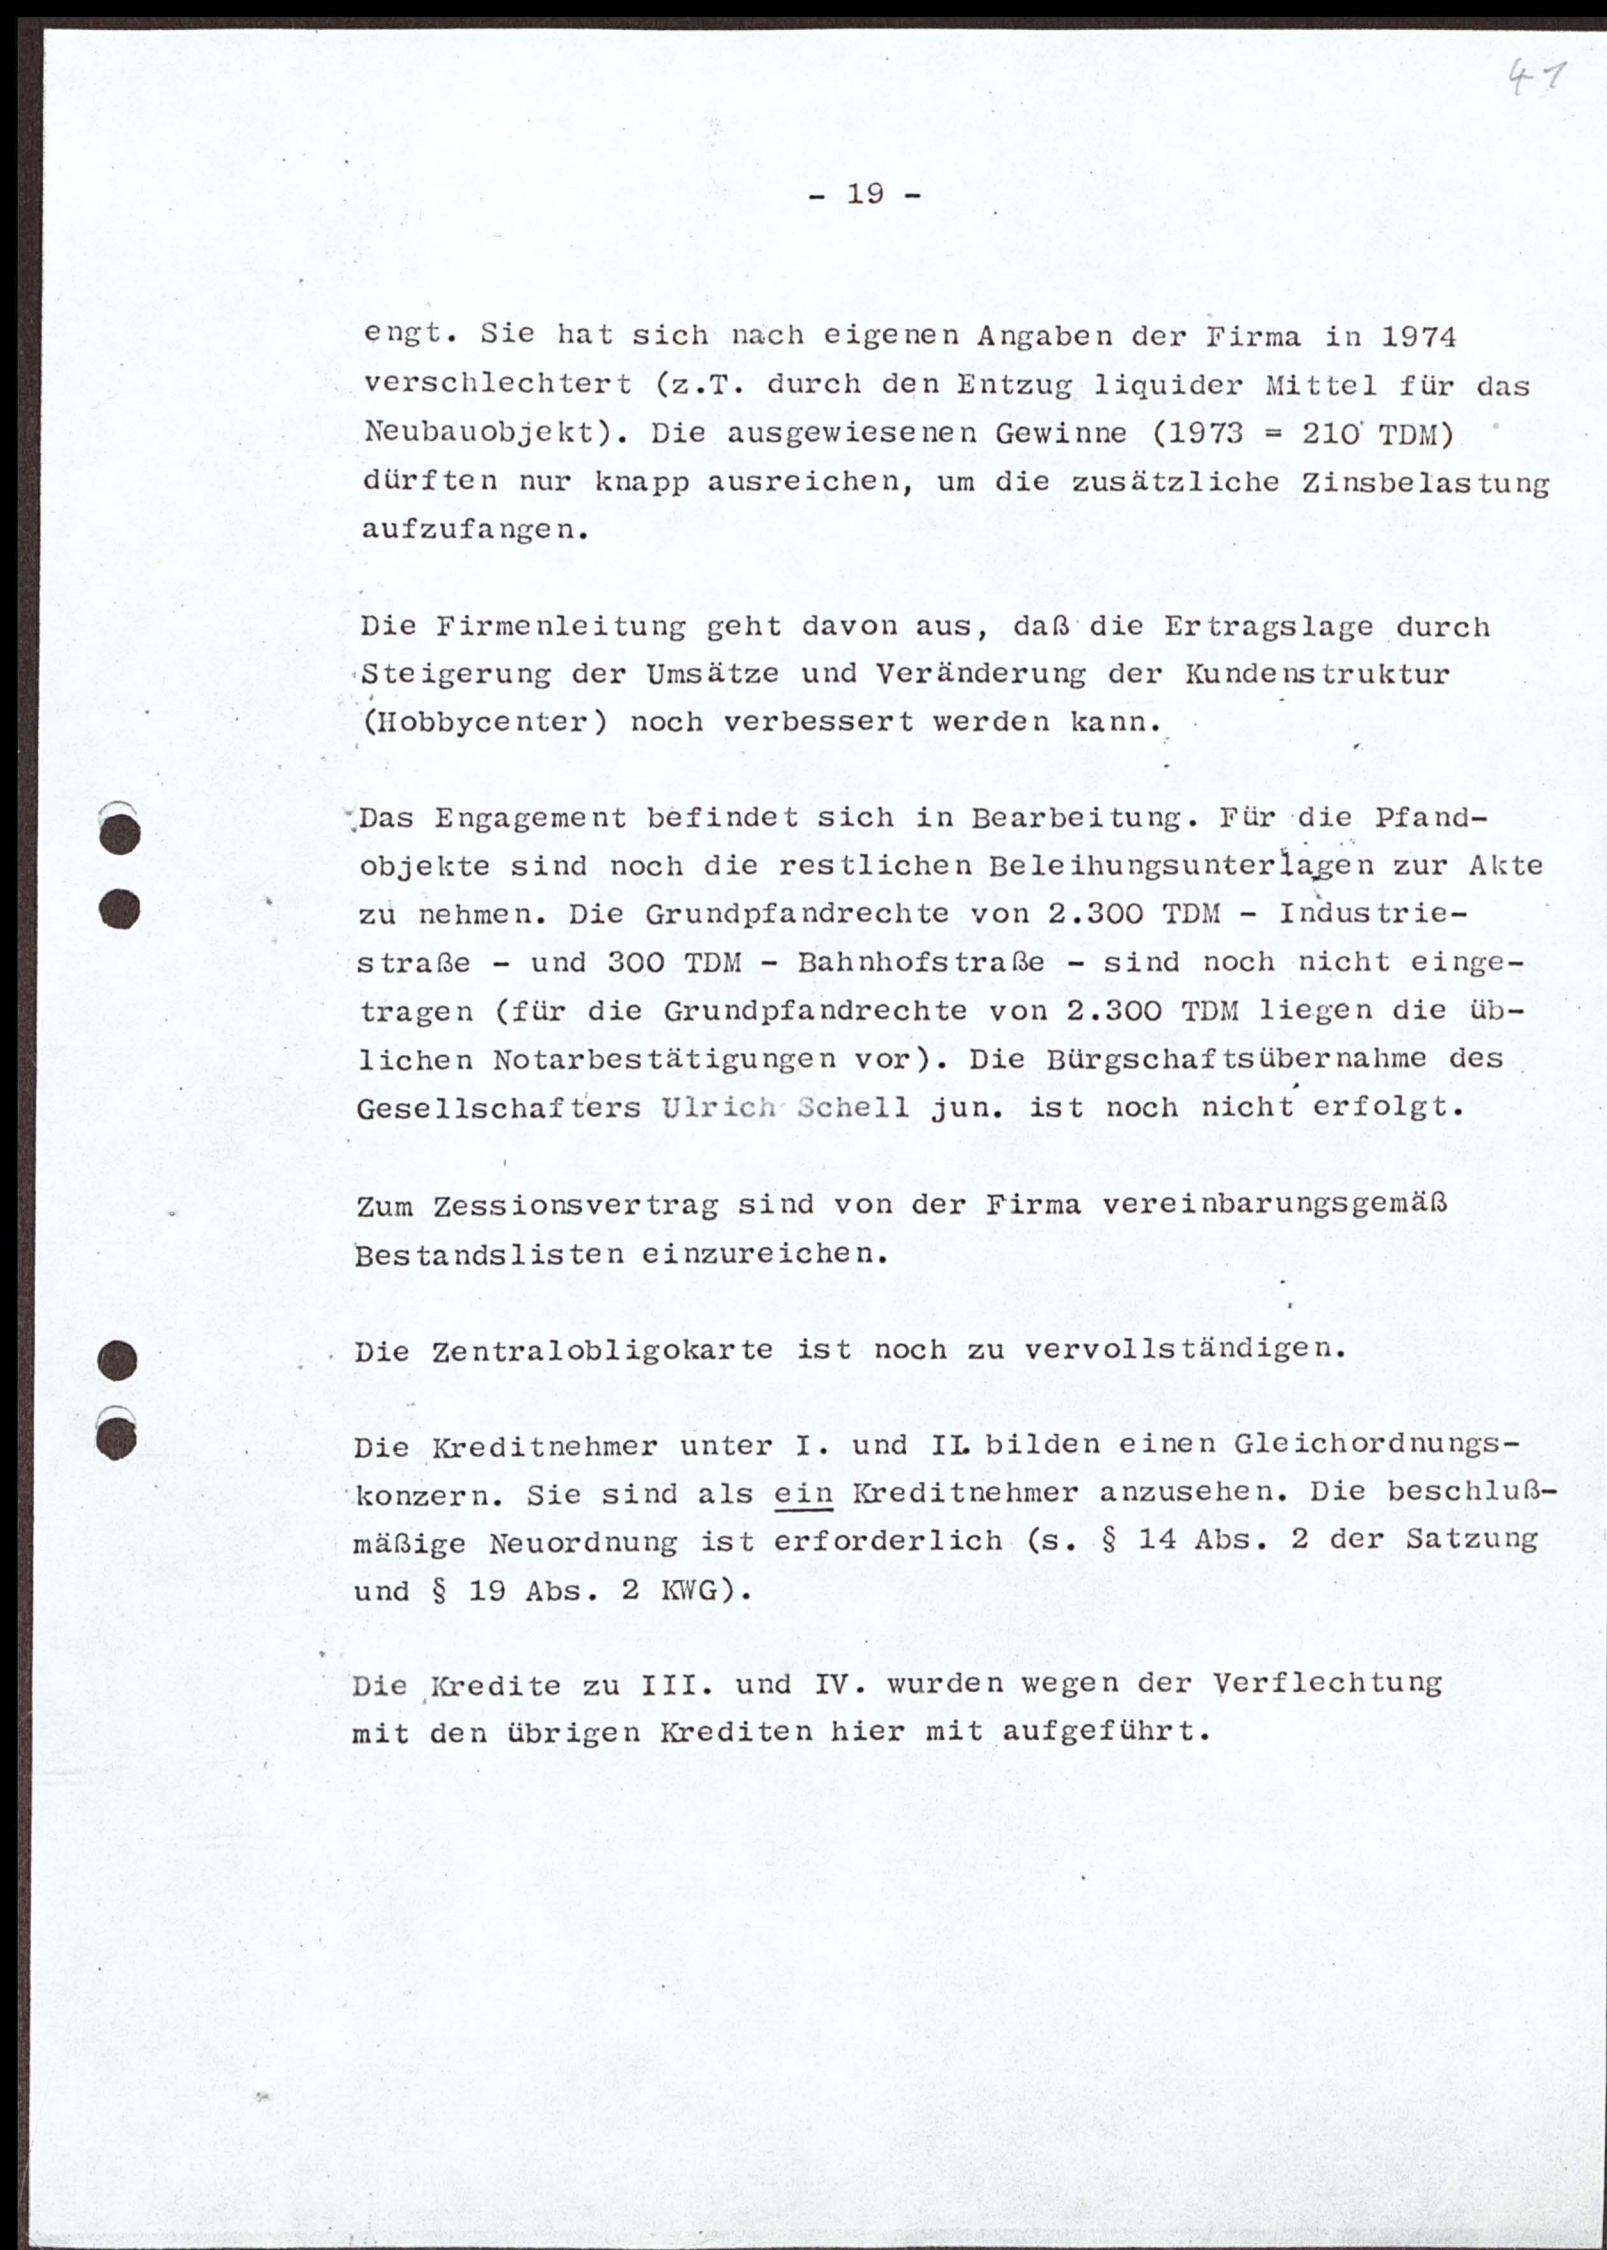 41
- 19 -
engt. Sie hat sich nach eigenen Angaben der Firma in 1974
verschlechtert (z.T. durch den Entzug liquider Mittel für das
Neubauobjekt). Die ausgewiesenen Gewinne (1973 = 210 TDM)
dürften nur knapp ausreichen, um die zusätzliche Zinsbelastung
aufzufangen.
Die Firmenleitung geht davon aus, daß die Ertragslage durch
Steigerung der Umsätze und Veränderung der Kundenstruktur
(Hobbycenter) noch verbessert werden kann.
Das Engagement befindet sich in Bearbeitung. Für die Pfand-
objekte sind noch die restlichen Beleihungsunterlagen zur Akte
zu nehmen. Die Grundpfandrechte von 2.300 TDM - Industrie-
straße - und 300 TDM - Bahnhofstraße - sind noch nicht einge-
tragen (für die Grundpfandrechte von 2.300 TDM liegen die üb-
lichen Notarbestätigungen vor). Die Bürgschaftsübernahme des
Gesellschafters Ulrich Schell jun. ist noch nicht erfolgt.
Zum Zessionsvertrag sind von der Firma vereinbarungsgemäß
Bestandslisten einzureichen.
Die Zentralobligokarte ist noch zu vervollständigen.
Die Kreditnehmer unter I. und II. bilden einen Gleichordnungs-
konzern. Sie sind als ein Kreditnehmer anzusehen. Die beschluß-
mäßige Neuordnung ist erforderlich (s. § 14 Abs. 2 der Satzung
und § 19 Abs. 2 KWG).
Die Kredite zu III. und IV. wurden wegen der Verflechtung
mit den übrigen Krediten hier mit aufgeführt.